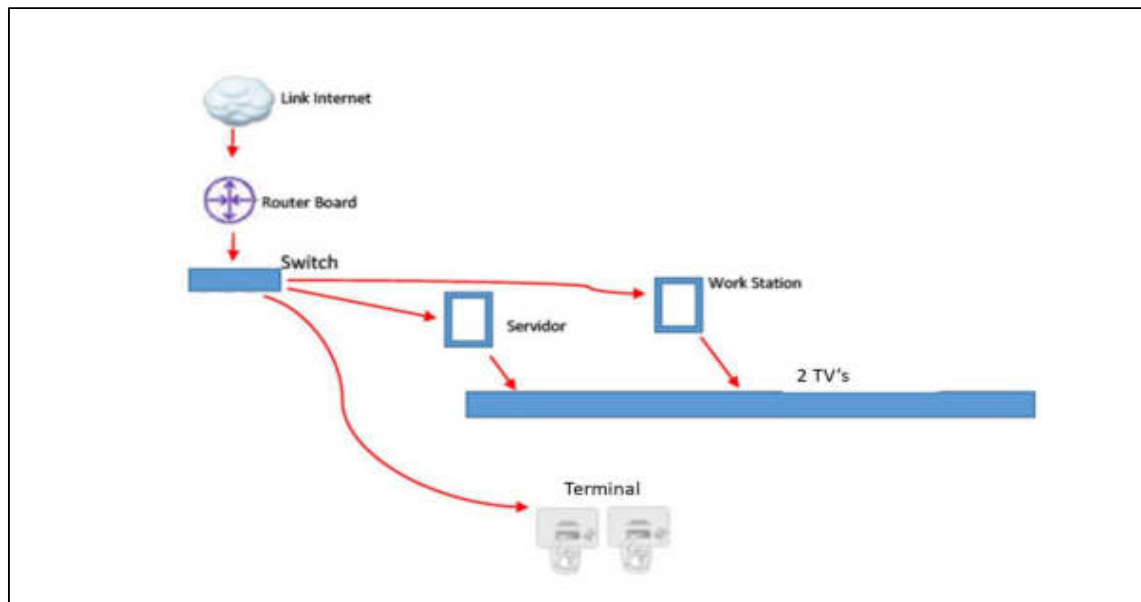 Link Internet
Router Board
Switch
Work Station
Servidor
2 TV's
Terminal